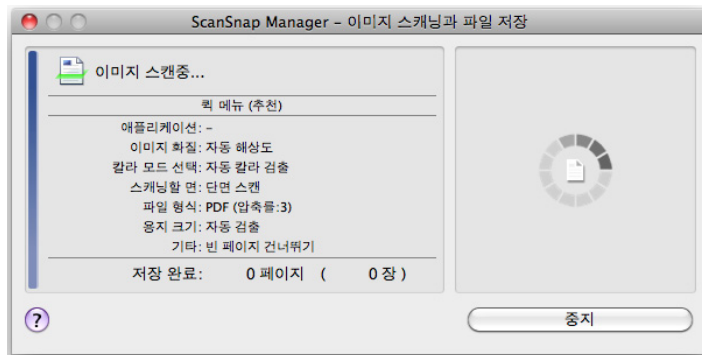 ScanSnap Manager – 이미지 스캐닝과 파일 저장
이미지 스캔중...
퀵 메뉴 (추천)
애플리케이션: –
이미지 화질: 자동 해상도
칼라 모드 선택: 자동 칼라 검출
스캐닝할 면: 단면 스캔
파일 형식: PDF (압축률:3)
용지 크기: 자동 검출
기타: 빈 페이지 건너뛰기
저장 완료: 0 페이지 ( 0 장 )
?
중지